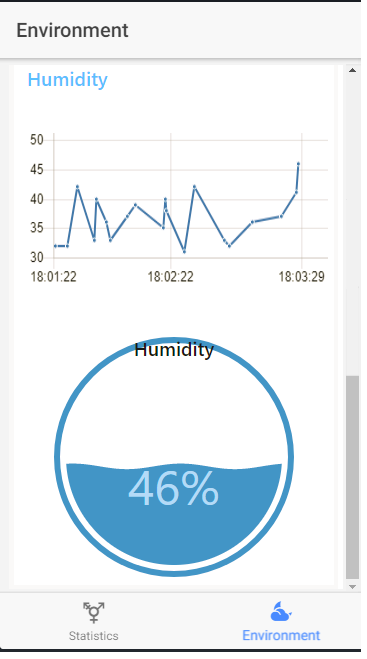 Environment
Humidity
50
45
40
35
30
18:01:22 18:02:22 18:03:29
Humidity
46%
Statistics Environment